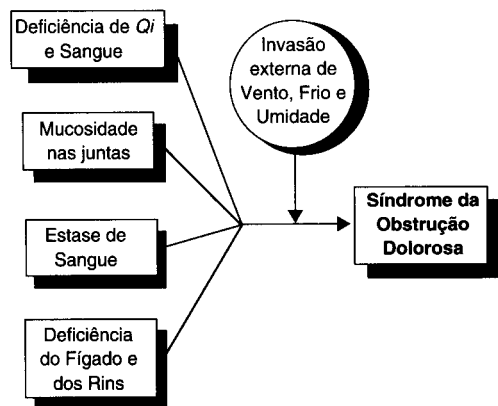 Deficiência de Qi
e Sangue
Mucosidade
nas juntas
Estase de
Sangue
Deficiência
do Fígado e
dos Rins
Invasão
externa de
Vento, Frio e
Umidade
Síndrome da
Obstrução
Dolorosa